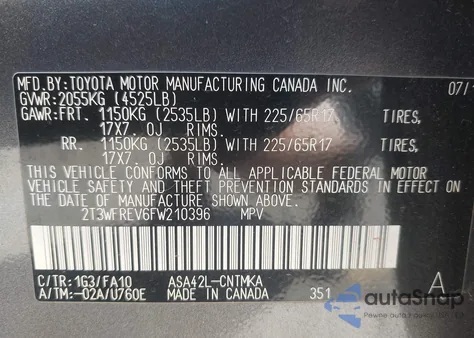 MFD.BY:TOYOTA MOTOR MANUFACTURING CANADA INC. 07/1
GVWR:2055KG (4525LB)
GAWR:FRT. 1150KG (2535LB) WITH 225/65R17 TIRES,
17X7. 0J RIMS.
RR. 1150KG (2535LB) WITH 225/65R17 TIRES,
17X7. 0J RIMS.
THIS VEHICLE CONFORMS TO ALL APPLICABLE FEDERAL MOTOR
VEHICLE SAFETY AND THEFT PREVENTION STANDARDS IN EFFECT
ON THE DATE OF MANUFACTURE SHOWN ABOVE.
2T3WFREV6FW210396 MPV
C/TR:1G3/FA10 ASA42L-CNTMKA A
A/TM:-02A/U760E MADE IN CANADA 351
autoSnap